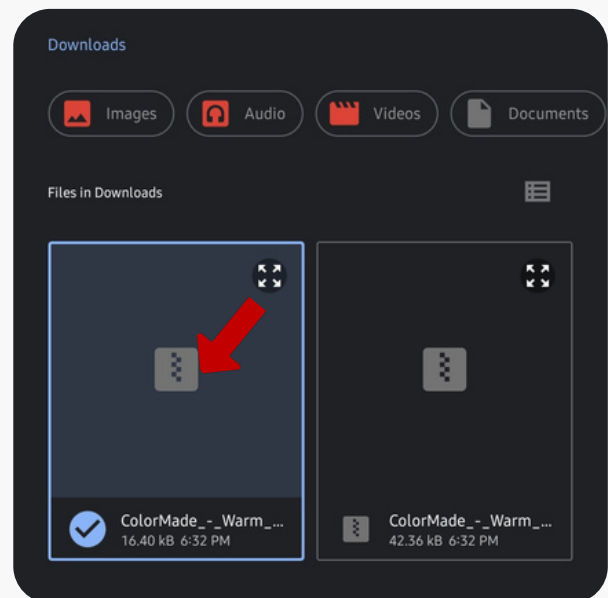 Downloads
Images Audio Videos Documents
Files in Downloads
ColorMade_-_Warm_... ColorMade_-_Warm_...
16.40 kB 6:32 PM 42.36 kB 6:32 PM